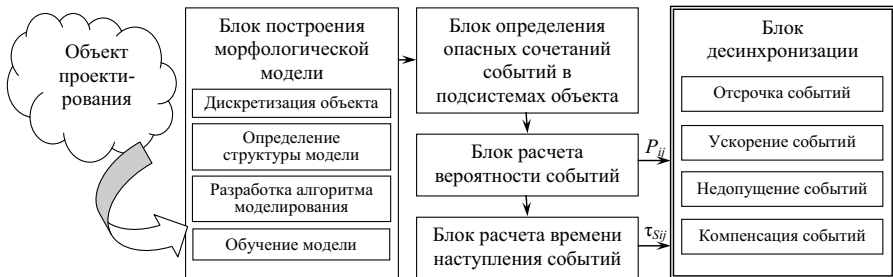 Объект
проекти-
рования
Блок построения
морфологической
модели
Дискретизация объекта
Определение
структуры модели
Разработка алгоритма
моделирования
Обучение модели
Блок определения
опасных сочетаний
событий в
подсистемах объекта
Блок расчета
вероятности событий
Блок расчета времени
наступления событий
P_ij
τ_Sij
Блок
десинхронизации
Отсрочка событий
Ускорение событий
Недопущение событий
Компенсация событий